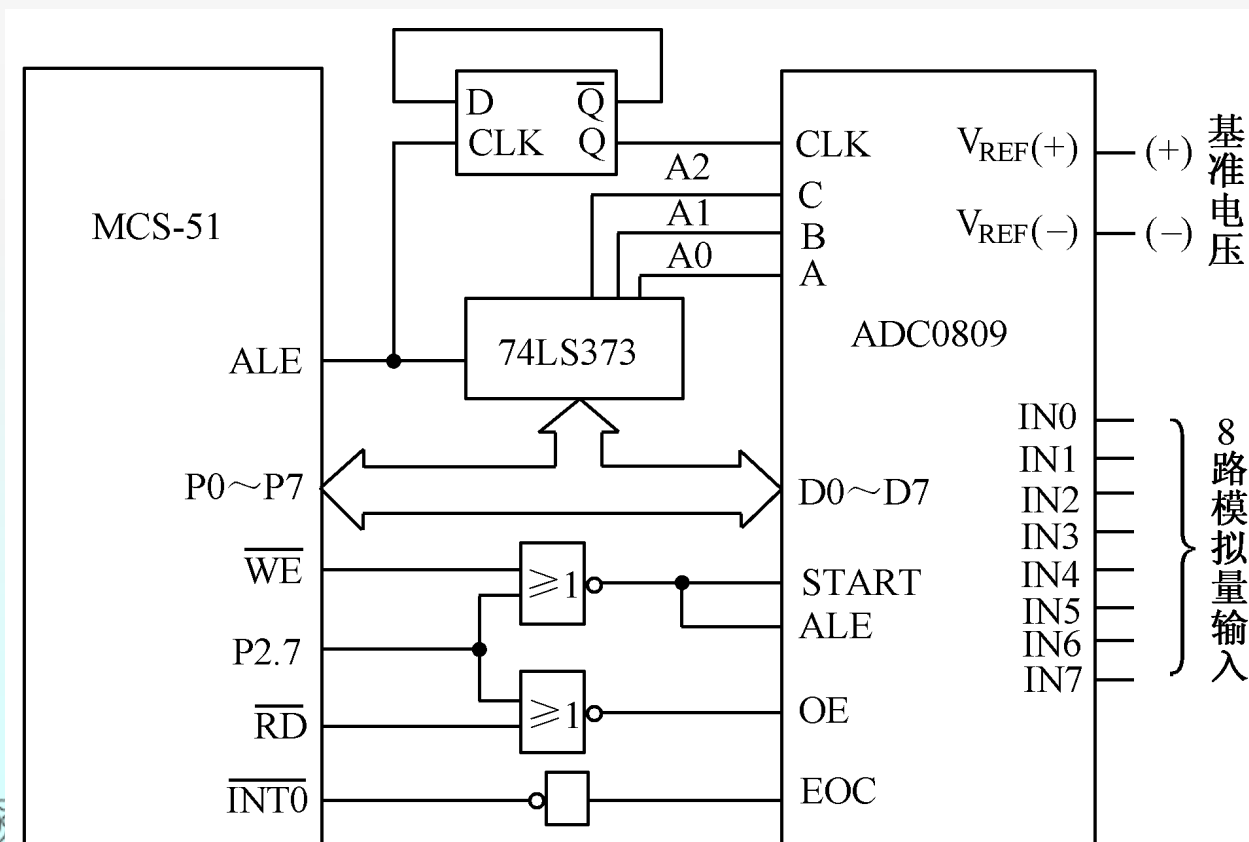 MCS-51
ALE
P0～P7
WE
P2.7
RD
INT0
D
Q
CLK
Q
A2
A1
A0
74LS373
≥1
≥1
CLK
C
B
A
ADC0809
D0～D7
START
ALE
OE
EOC
VREF(+)
VREF(−)
IN0
IN1
IN2
IN3
IN4
IN5
IN6
IN7
(+)
(−)
基准电压
8路模拟量输入